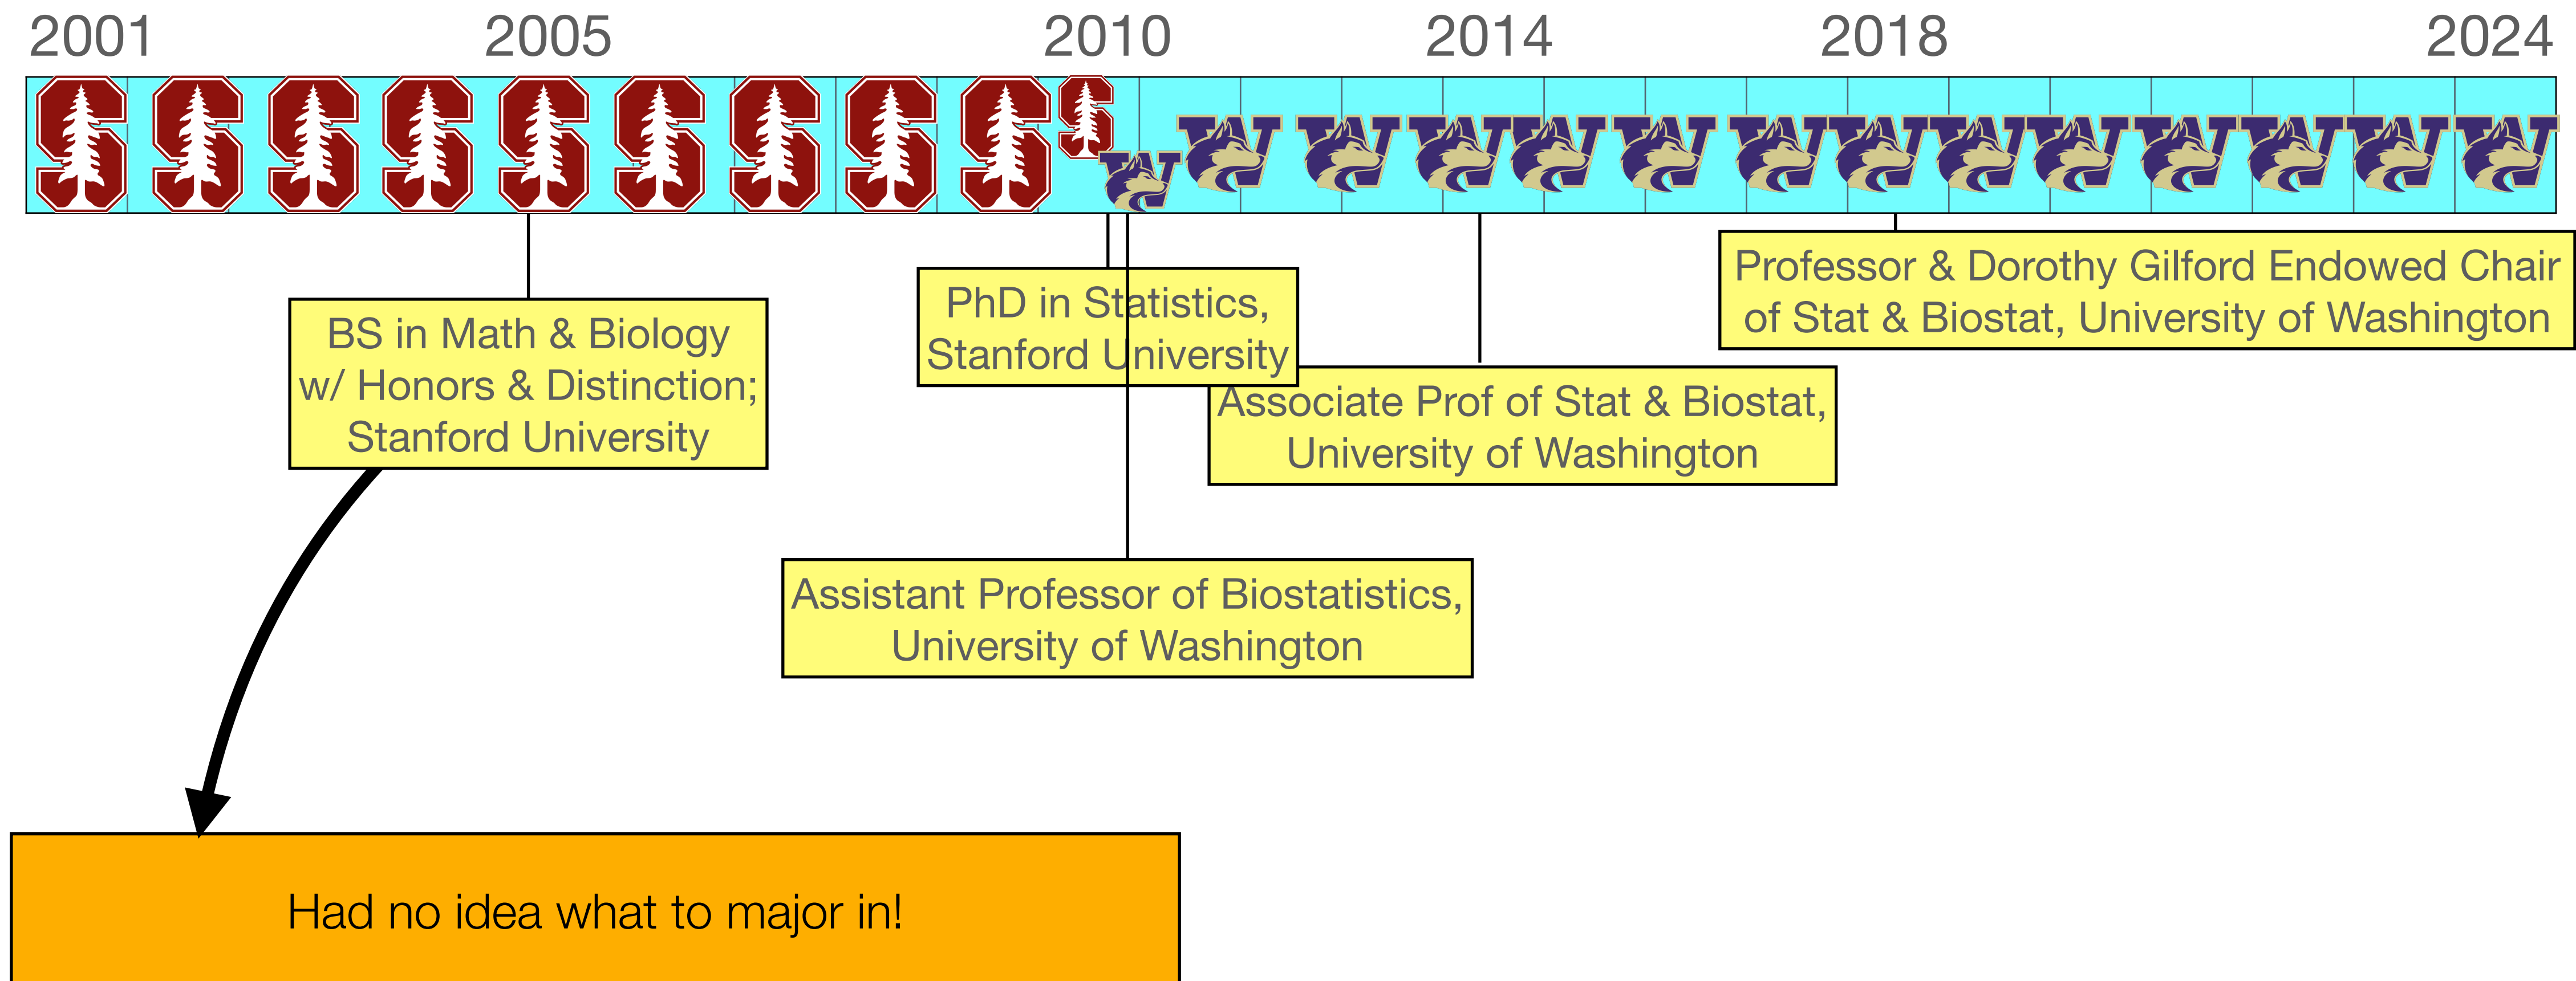 2001 2005 2010 2014 2018 2024
BS in Math & Biology
w/ Honors & Distinction;
Stanford University
PhD in Statistics,
Stanford University
Associate Prof of Stat & Biostat,
University of Washington
Professor & Dorothy Gilford Endowed Chair
of Stat & Biostat, University of Washington
Assistant Professor of Biostatistics,
University of Washington
Had no idea what to major in!